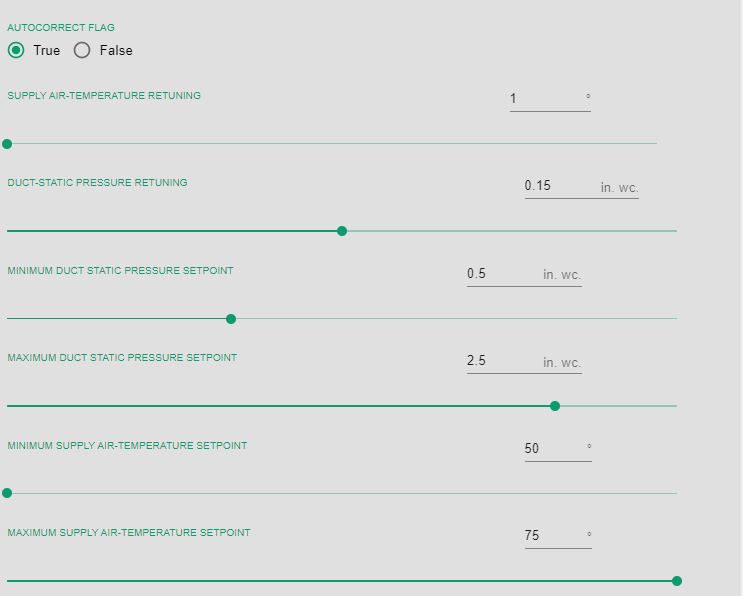 AUTOCORRECT FLAG
True False
SUPPLY AIR-TEMPERATURE RETUNING 1 °
DUCT-STATIC PRESSURE RETUNING 0.15 in. wc.
MINIMUM DUCT STATIC PRESSURE SETPOINT 0.5 in. wc.
MAXIMUM DUCT STATIC PRESSURE SETPOINT 2.5 in. wc.
MINIMUM SUPPLY AIR-TEMPERATURE SETPOINT 50 °
MAXIMUM SUPPLY AIR-TEMPERATURE SETPOINT 75 °